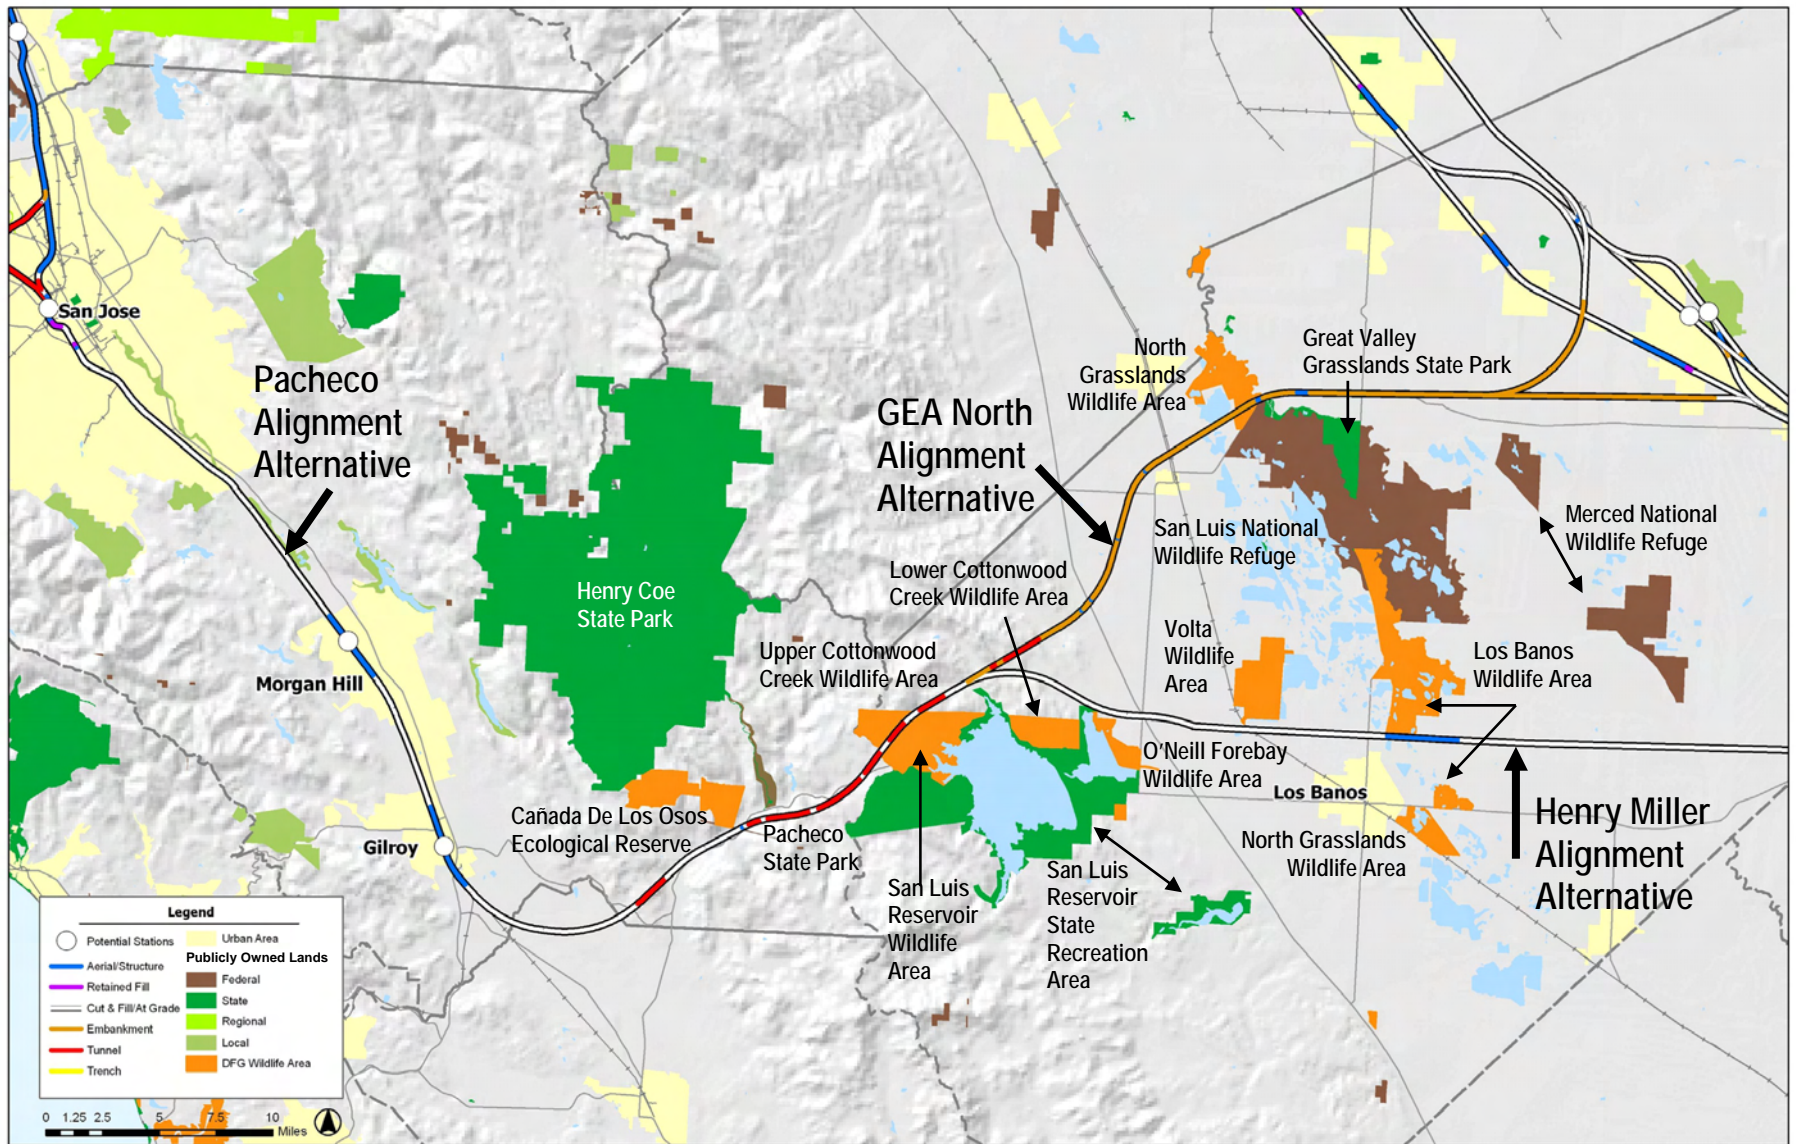 San Jose
Pacheco
Alignment
Alternative
North
Grasslands
Wildlife Area
Great Valley
Grasslands State Park
GEA North
Alignment
Alternative
San Luis National
Wildlife Refuge
Merced National
Wildlife Refuge
Henry Coe
State Park
Lower Cottonwood
Creek Wildlife Area
Upper Cottonwood
Creek Wildlife Area
Volta
Wildlife
Area
Los Banos
Wildlife Area
Morgan Hill
O'Neill Forebay
Wildlife Area
Los Banos
Gilroy
Cañada De Los Osos
Ecological Reserve
Pacheco
State Park
North Grasslands
Wildlife Area
Henry Miller
Alignment
Alternative
San Luis
Reservoir
Wildlife
Area
San Luis
Reservoir
State
Recreation
Area
Legend
Potential Stations
Aerial/Structure
Retained Fill
Cut & Fill/At Grade
Embankment
Tunnel
Trench
Urban Area
Publicly Owned Lands
Federal
State
Regional
Local
DFG Wildlife Area
0 1.25 2.5 5 7.5 10
Miles